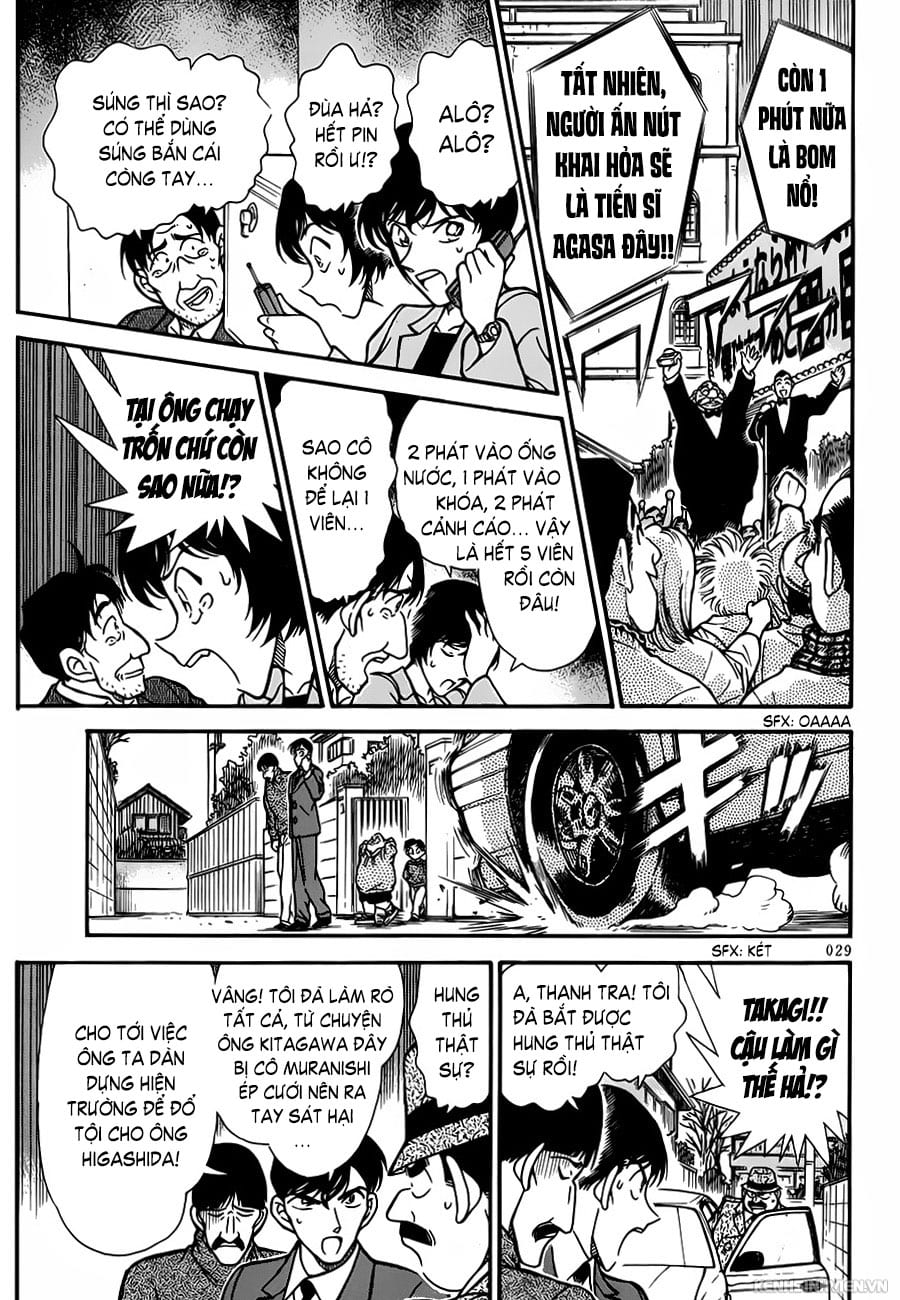 CÒN 1
PHÚT NỮA
LÀ BOM
NỔ!
TẤT NHIÊN,
NGƯỜI ẤN NÚT
KHAI HỎA SẼ
LÀ TIẾN SĨ
AGASA ĐÂY!!
ALÔ?
ALÔ?
ĐÙA HẢ?
HẾT PIN
RỒI Ư!?
SÚNG THÌ SAO?
CÓ THỂ DÙNG
SÚNG BẮN CÁI
CÒNG TAY...
SFX: OAAAA
2 PHÁT VÀO ỐNG
NƯỚC, 1 PHÁT VÀO
KHÓA, 2 PHÁT
CẢNH CÁO... VẬY
LÀ HẾT 5 VIÊN
RỒI CÒN
ĐÂU!
SAO CÔ
KHÔNG
ĐỂ LẠI 1
VIÊN...
TẠI ÔNG CHẠY
TRỐN CHỨ CÒN
SAO NỮA!?
SFX: KÉT
029
TAKAGI!!
CẬU LÀM GÌ
THẾ HẢ!?
A, THANH TRA! TÔI
ĐÃ BẮT ĐƯỢC
HUNG THỦ THẬT
SỰ RỒI!
HUNG
THỦ
THẬT
SỰ?
VÂNG! TÔI ĐÃ LÀM RÕ
TẤT CẢ, TỪ CHUYỆN
ÔNG KITAGAWA ĐÂY
BỊ CÔ MURANISHI
ÉP CƯỚI NÊN RA
TAY SÁT HẠI
...
CHO TỚI VIỆC
ÔNG TA DÀN
DỰNG HIỆN
TRƯỜNG ĐỂ ĐỔ
TỘI CHO ÔNG
HIGASHIDA!
KENHSINHVIEN.VN